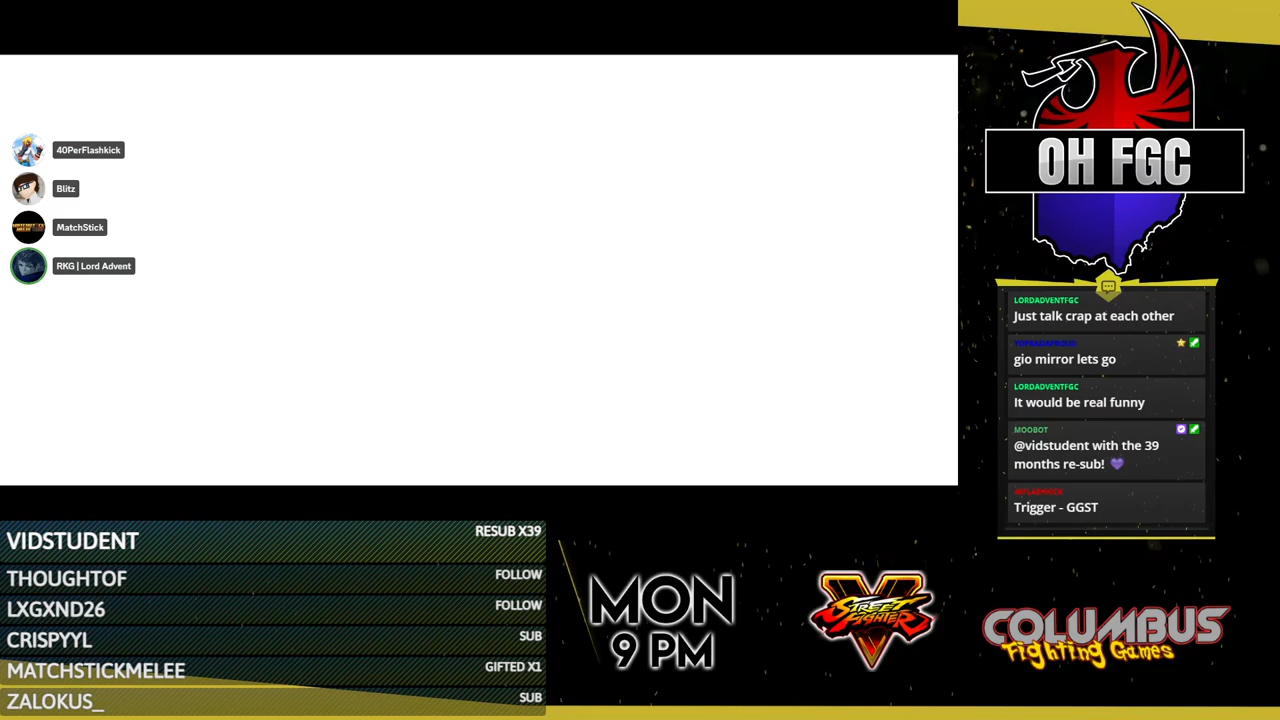 40PerFlashkick
Blitz
MatchStick
RKG | Lord Advent
OH FGC
LORDADVENTFGC
Just talk crap at each other
gio mirror lets go
LORDADVENTFGC
It would be real funny
MOOBOT
@vidstudent with the 39
months re-sub! 💜
Trigger - GGST
VIDSTUDENT RESUB X39
THOUGHTOF FOLLOW
LXGXND26 FOLLOW
CRISPYYL SUB
MATCHSTICKMELEE GIFTED X1
ZALOKUS_ SUB
MON
9 PM
V
STREET
FIGHTER
COLUMBUS
Fighting Games